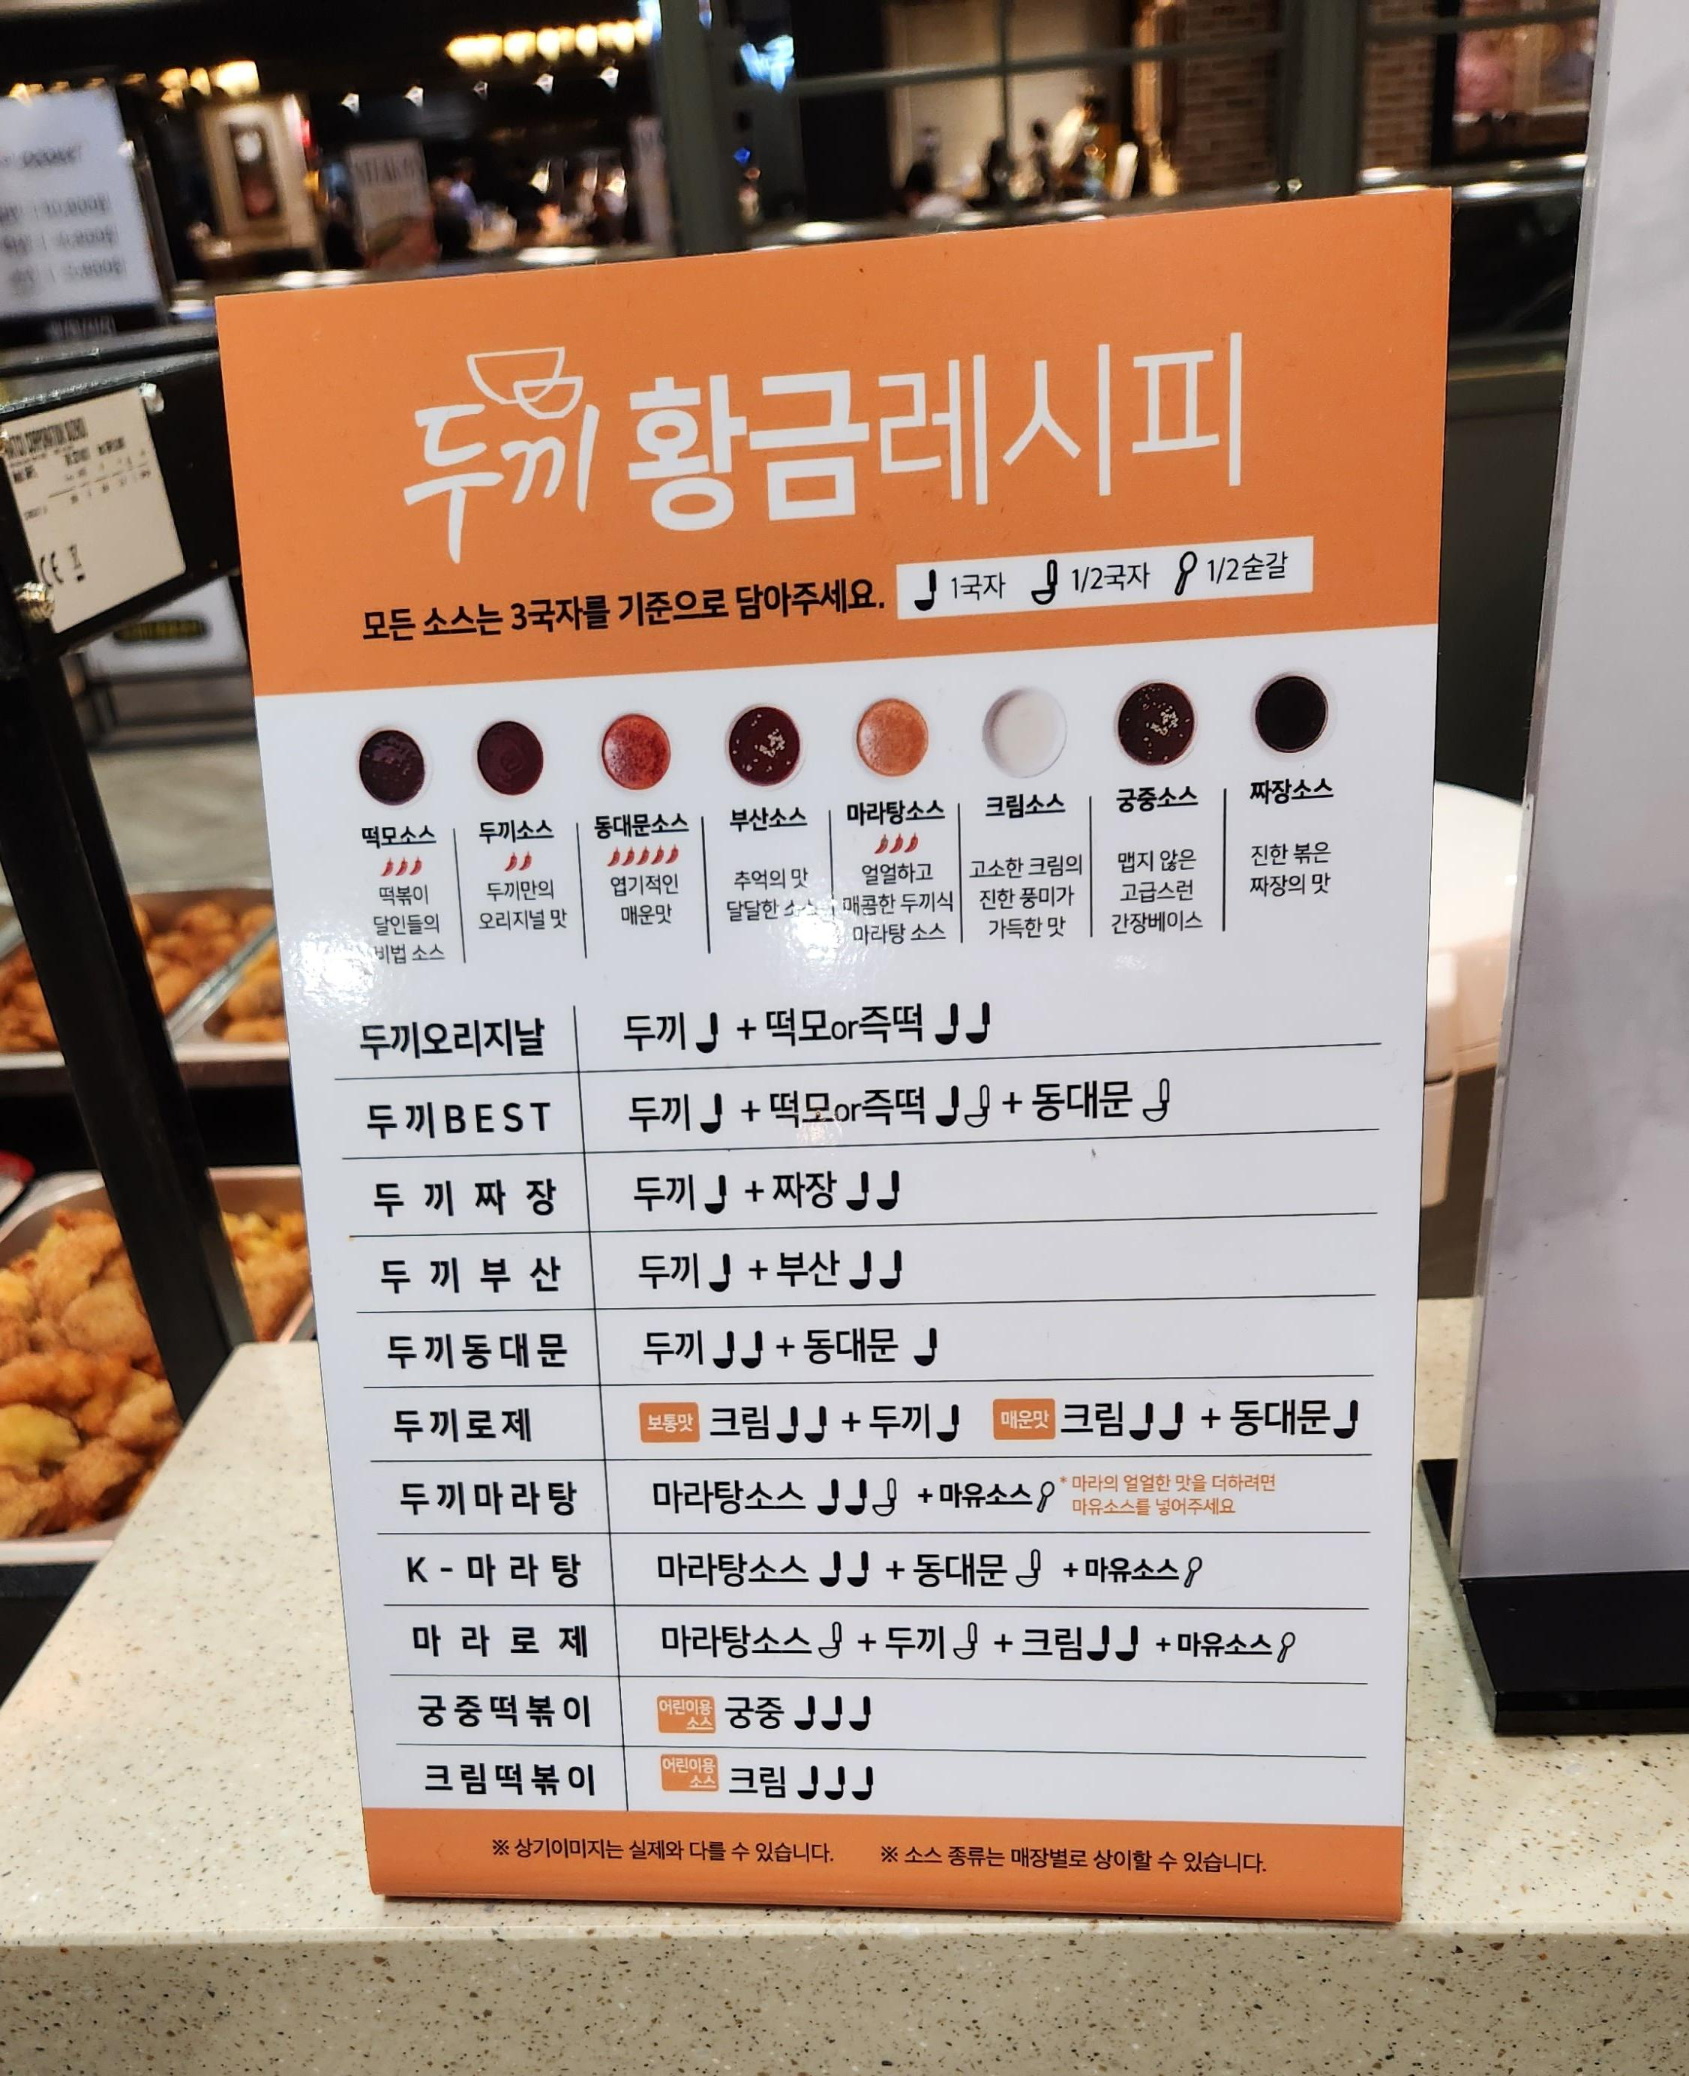 두끼 황금레시피
모든 소스는 3국자를 기준으로 담아주세요. 1국자 1/2국자 1/2숟갈
떡모소스
떡볶이
달인들의
비법 소스
두끼소스
두끼만의
오리지널 맛
동대문소스
엽기적인
매운맛
부산소스
추억의 맛
달달한 소스
마라탕소스
얼얼하고
매콤한 두끼식
마라탕 소스
크림소스
고소한 크림의
진한 풍미가
가득한 맛
궁중소스
맵지 않은
고급스런
간장베이스
짜장소스
진한 볶은
짜장의 맛
두끼오리지날 두끼 + 떡모or즉떡
두끼BEST 두끼 + 떡모or즉떡 + 동대문
두끼짜장 두끼 + 짜장
두끼부산 두끼 + 부산
두끼동대문 두끼 + 동대문
두끼로제 보통맛 크림 + 두끼 매운맛 크림 + 동대문
두끼마라탕 마라탕소스 + 마유소스 * 마라의 얼얼한 맛을 더하려면
마유소스를 넣어주세요
K-마라탕 마라탕소스 + 동대문 + 마유소스
마라로제 마라탕소스 + 두끼 + 크림 + 마유소스
궁중떡볶이 어린이용 소스 궁중
크림떡볶이 어린이용 소스 크림
※ 상기이미지는 실제와 다를 수 있습니다. ※ 소스 종류는 매장별로 상이할 수 있습니다.
CE